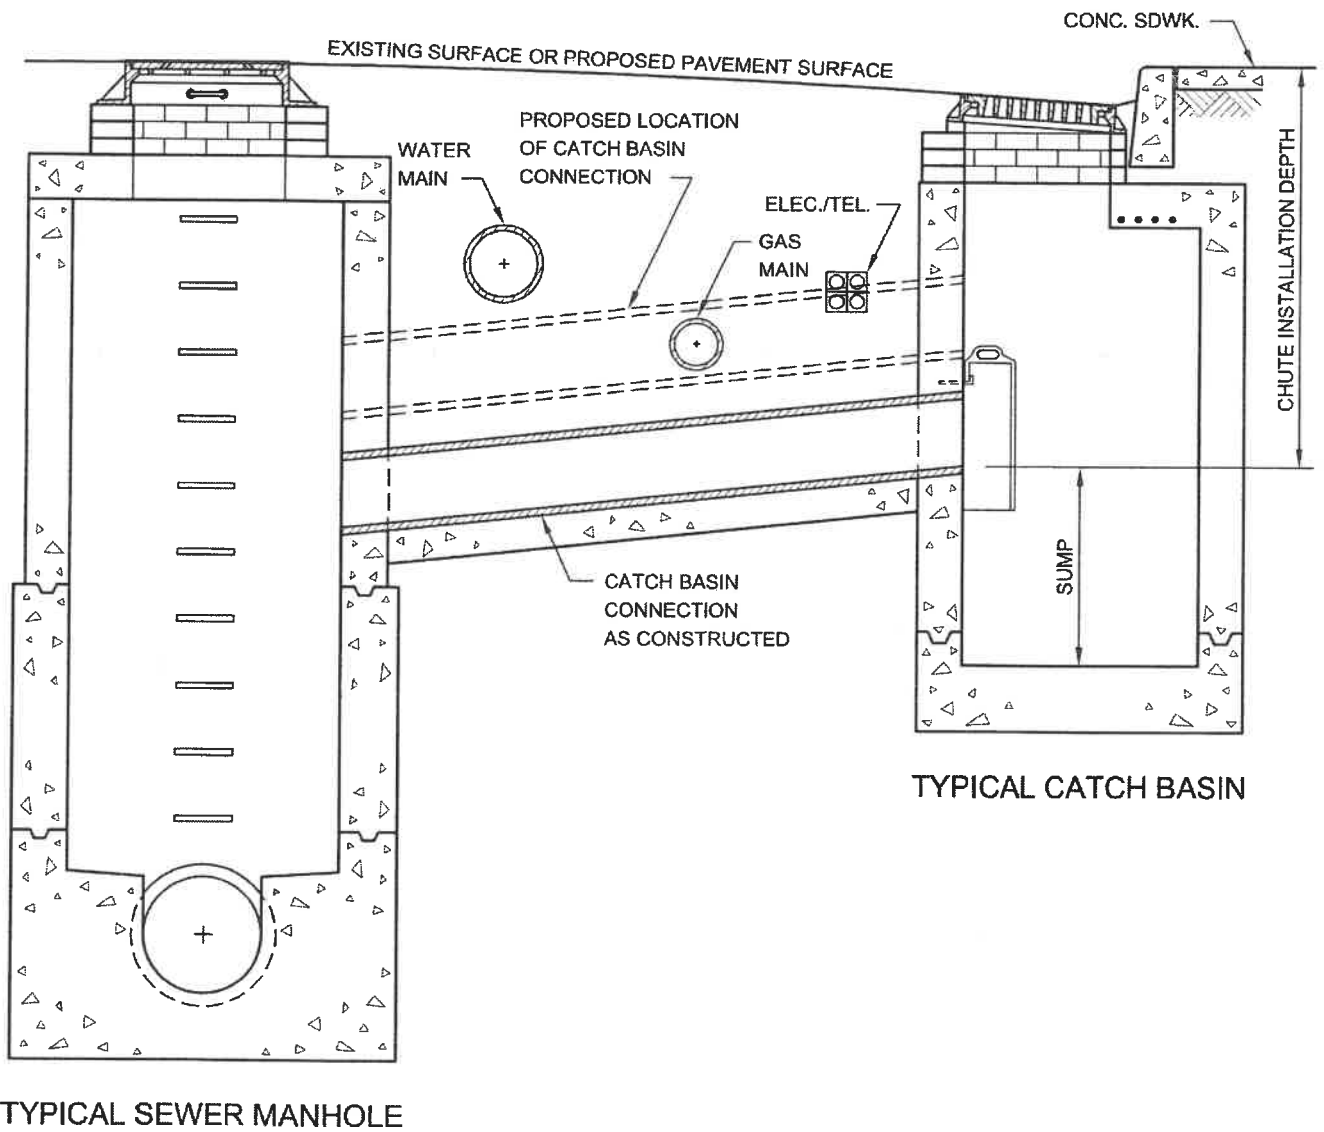 CONC. SDWK.
EXISTING SURFACE OR PROPOSED PAVEMENT SURFACE
PROPOSED LOCATION
OF CATCH BASIN
CONNECTION
WATER
MAIN
ELEC./TEL.
GAS
MAIN
CHUTE INSTALLATION DEPTH
SUMP
CATCH BASIN
CONNECTION
AS CONSTRUCTED
TYPICAL CATCH BASIN
TYPICAL SEWER MANHOLE